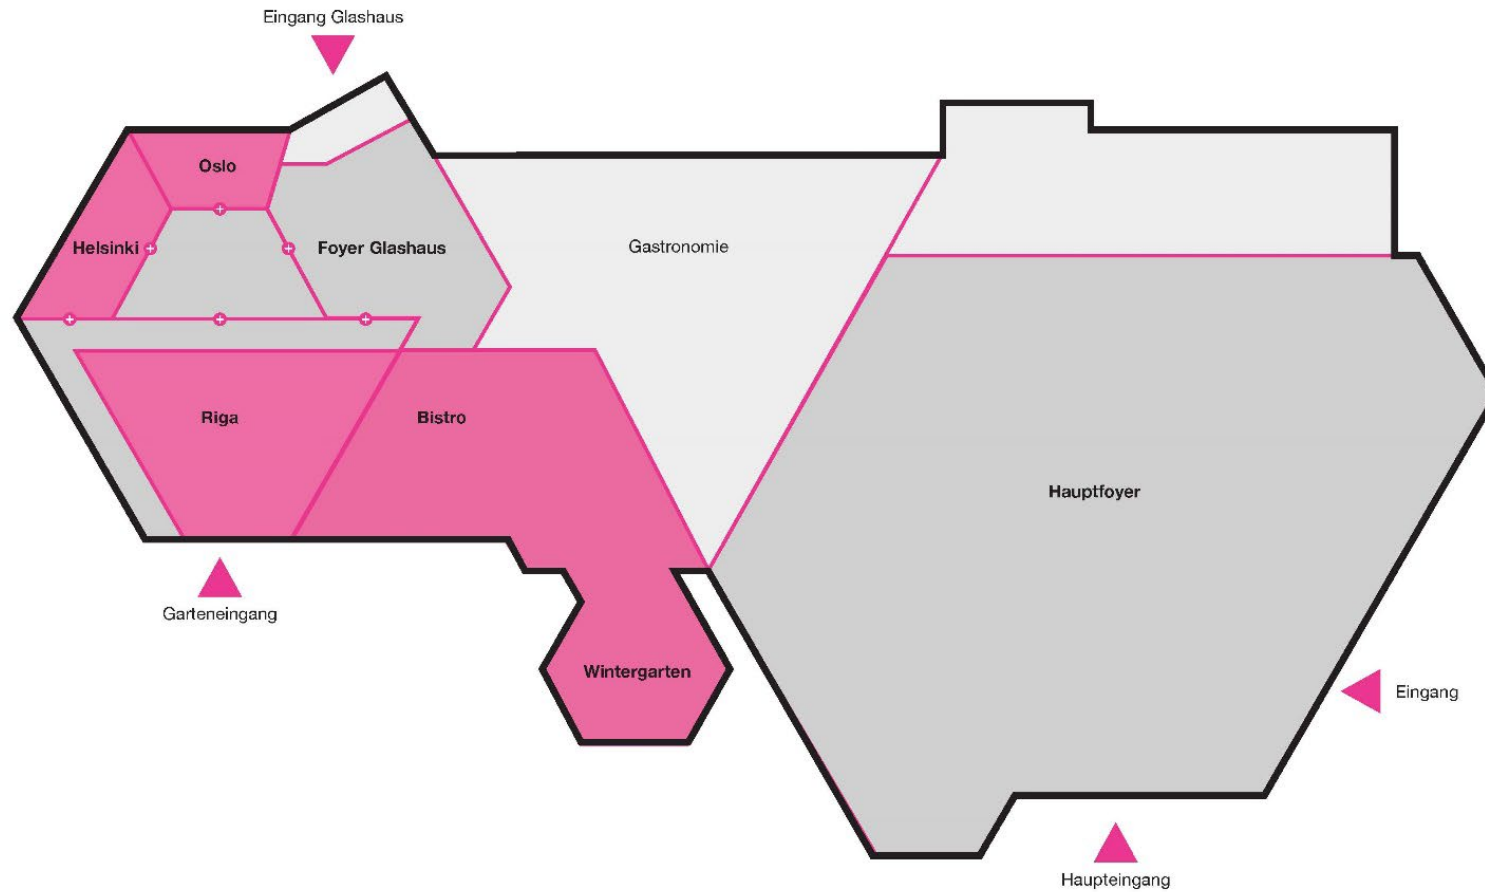 Eingang Glashaus
Oslo
Helsinki
Foyer Glashaus
Gastronomie
Riga
Bistro
Hauptfoyer
Garteneingang
Wintergarten
Eingang
Haupteingang